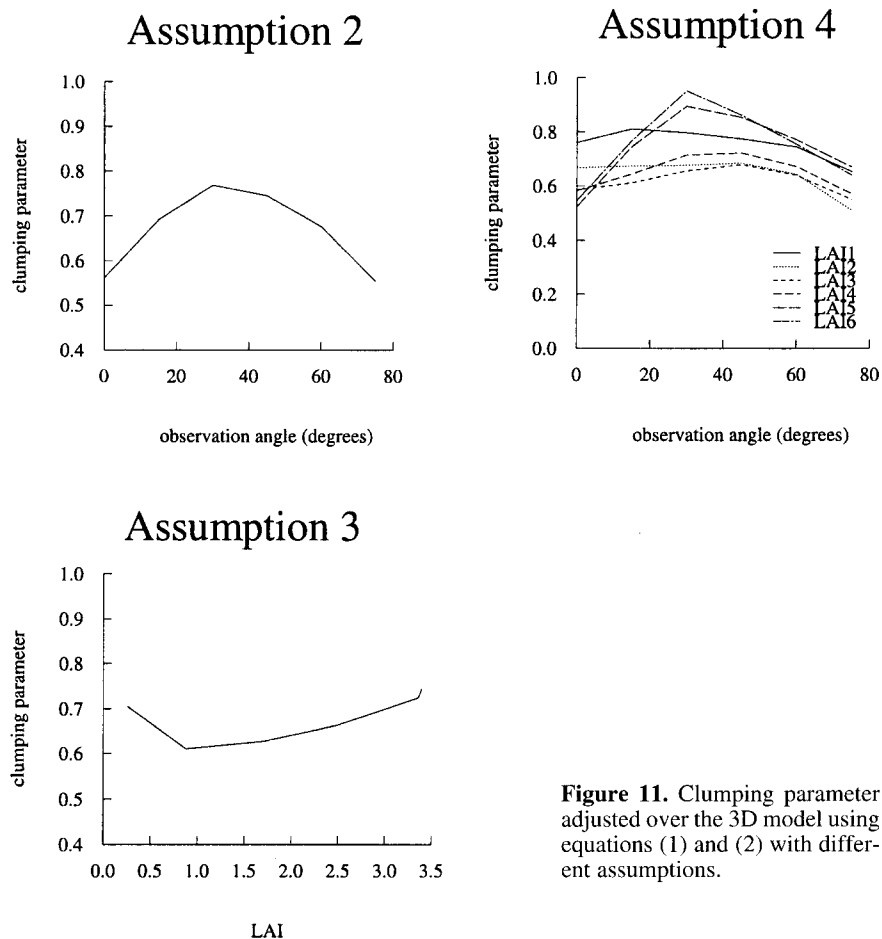 Assumption 2
1.0
0.9
0.8
0.7
0.6
0.5
0.4
clumping parameter
0 20 40 60 80
observation angle (degrees)
Assumption 4
1.0
0.8
0.6
0.4
0.2
0.0
clumping parameter
LAI1
LAI2
LAI3
LAI4
LAI5
LAI6
0 20 40 60 80
observation angle (degrees)
Assumption 3
1.0
0.9
0.8
0.7
0.6
0.5
0.4
clumping parameter
0.0 0.5 1.0 1.5 2.0 2.5 3.0 3.5
LAI
Figure 11. Clumping parameter
adjusted over the 3D model using
equations (1) and (2) with differ-
ent assumptions.